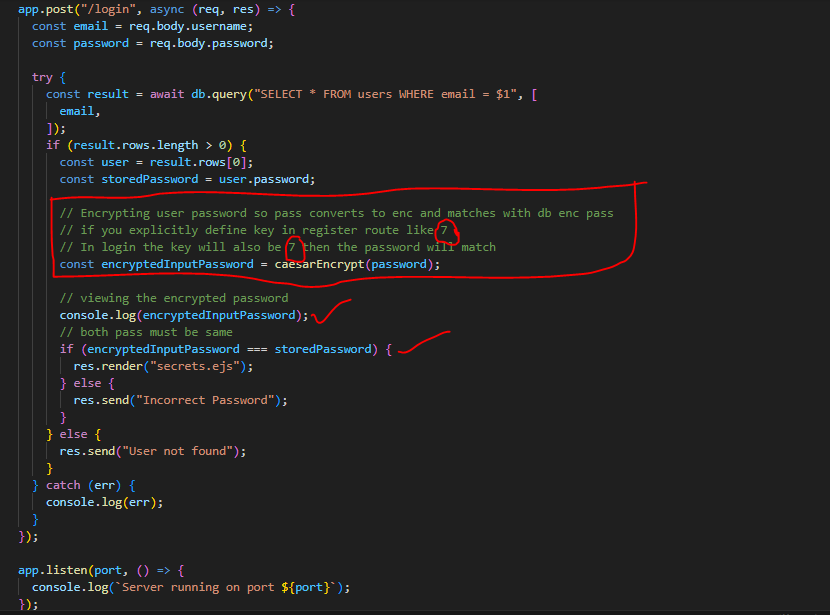 app.post("/login", async (req, res) => {
const email = req.body.username;
const password = req.body.password;
try {
const result = await db.query("SELECT * FROM users WHERE email = $1", [
email,
]);
if (result.rows.length > 0) {
const user = result.rows[0];
const storedPassword = user.password;
// Encrypting user password so pass converts to enc and matches with db enc pass
// if you explicitly define key in register route like 7,
// In login the key will also be 7 then the password will match
const encryptedInputPassword = caesarEncrypt(password);
// viewing the encrypted password
console.log(encryptedInputPassword);
// both pass must be same
if (encryptedInputPassword === storedPassword) {
res.render("secrets.ejs");
} else {
res.send("Incorrect Password");
}
} else {
res.send("User not found");
}
} catch (err) {
console.log(err);
}
});
app.listen(port, () => {
console.log(`Server running on port ${port}`);
});